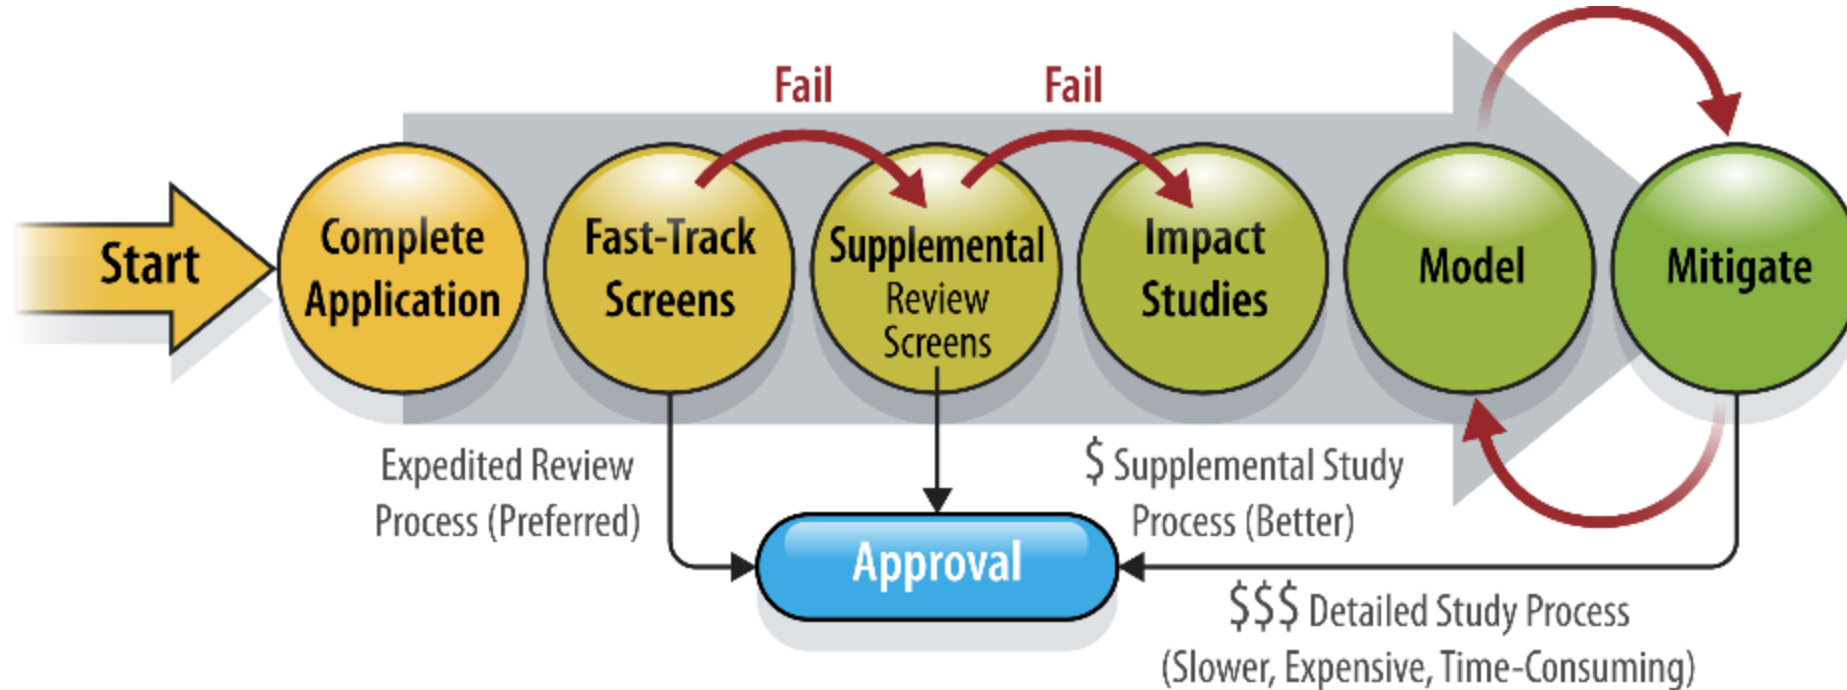 Fail
Fail
Start
Complete
Application
Fast-Track
Screens
Supplemental
Review
Screens
Impact
Studies
Model
Mitigate
Expedited Review
Process (Preferred)
$ Supplemental Study
Process (Better)
Approval
$$$ Detailed Study Process
(Slower, Expensive, Time-Consuming)